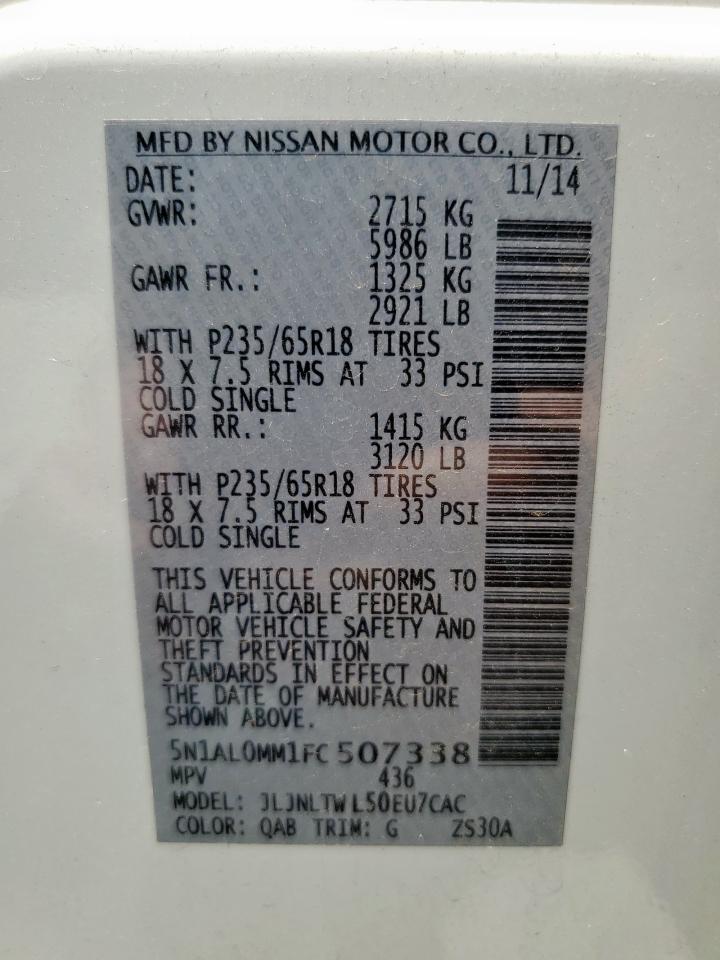 MFD BY NISSAN MOTOR CO., LTD.
DATE: 11/14
GVWR: 2715 KG
5986 LB
GAWR FR.: 1325 KG
2921 LB
WITH P235/65R18 TIRES
18 X 7.5 RIMS AT 33 PSI
COLD SINGLE
GAWR RR.: 1415 KG
3120 LB
WITH P235/65R18 TIRES
18 X 7.5 RIMS AT 33 PSI
COLD SINGLE
THIS VEHICLE CONFORMS TO
ALL APPLICABLE FEDERAL
MOTOR VEHICLE SAFETY AND
THEFT PREVENTION
STANDARDS IN EFFECT ON
THE DATE OF MANUFACTURE
SHOWN ABOVE.
5N1AL0MM1FC507338
MPV 436
MODEL: JLJNLTWL50EU7CAC
COLOR: QAB TRIM: G ZS30A